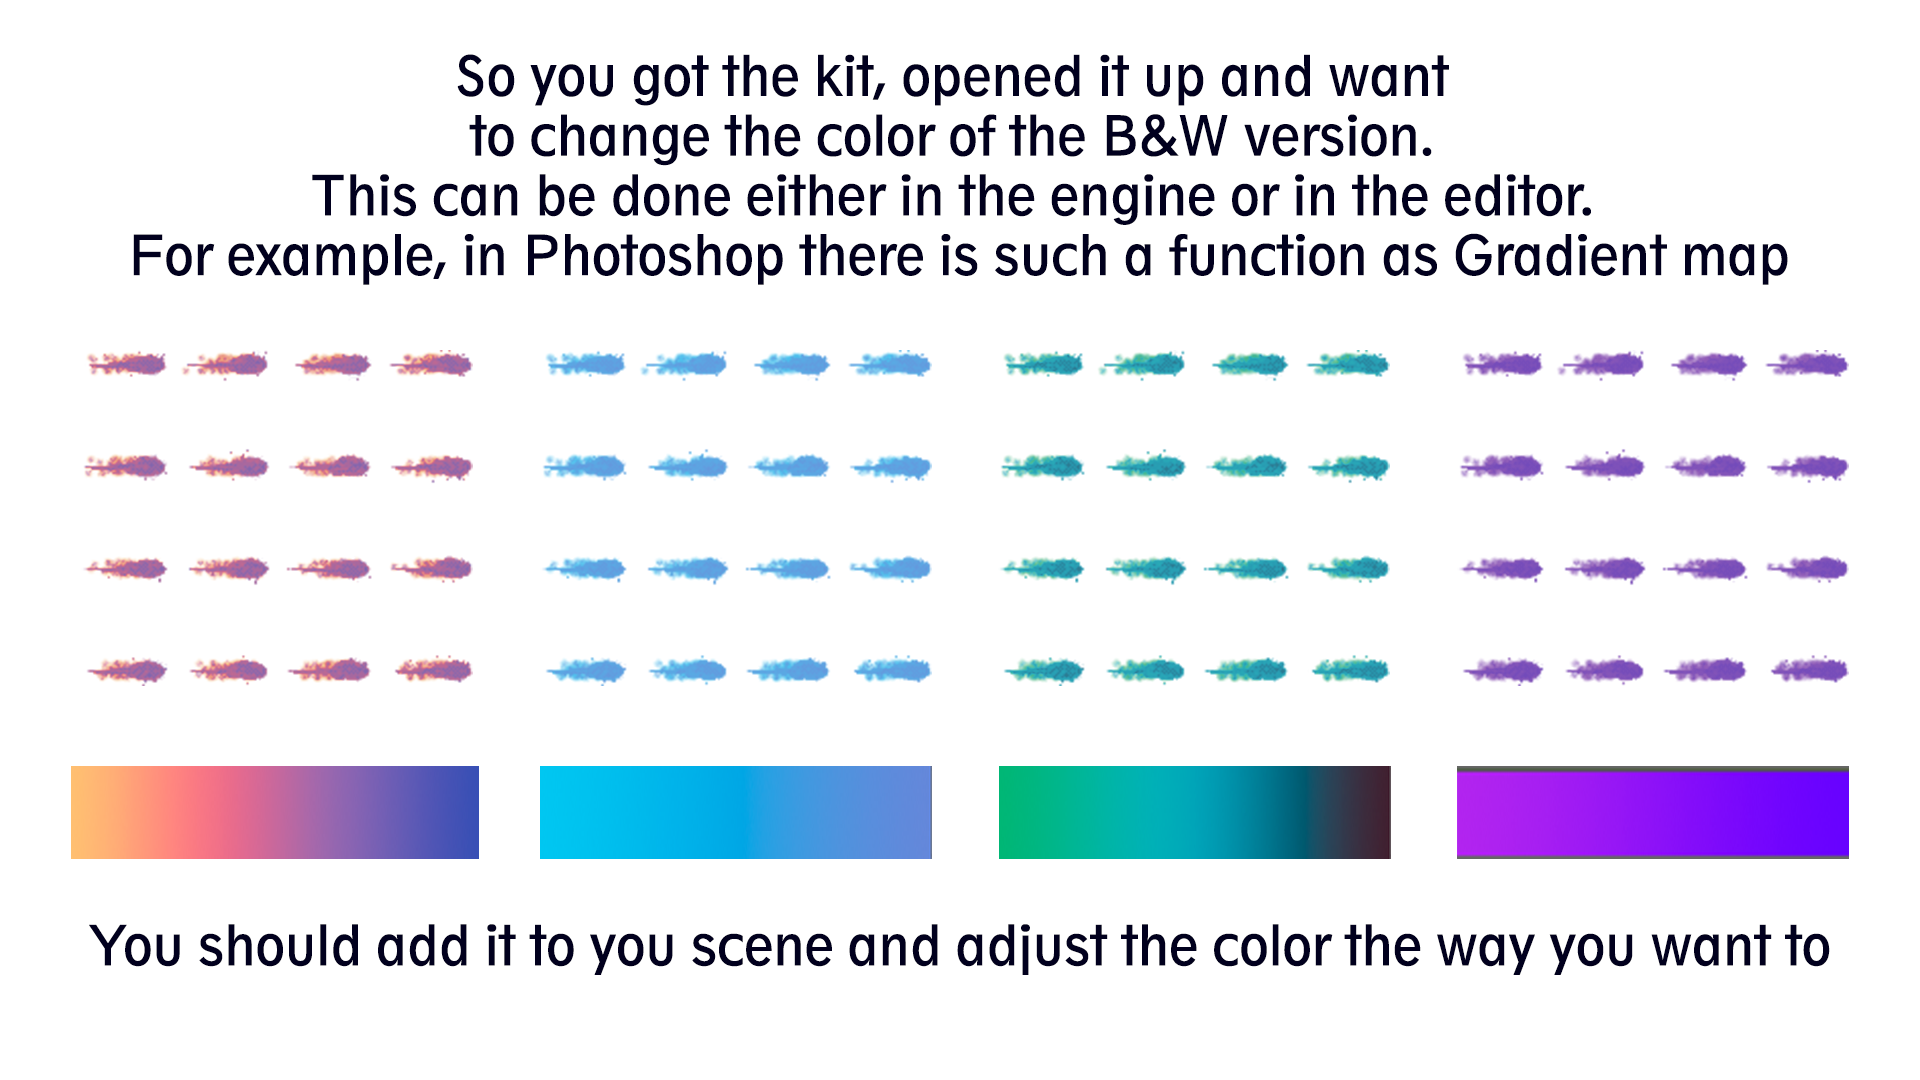 So you got the kit, opened it up and want
to change the color of the B&W version.
This can be done either in the engine or in the editor.
For example, in Photoshop there is such a function as Gradient map
You should add it to you scene and adjust the color the way you want to